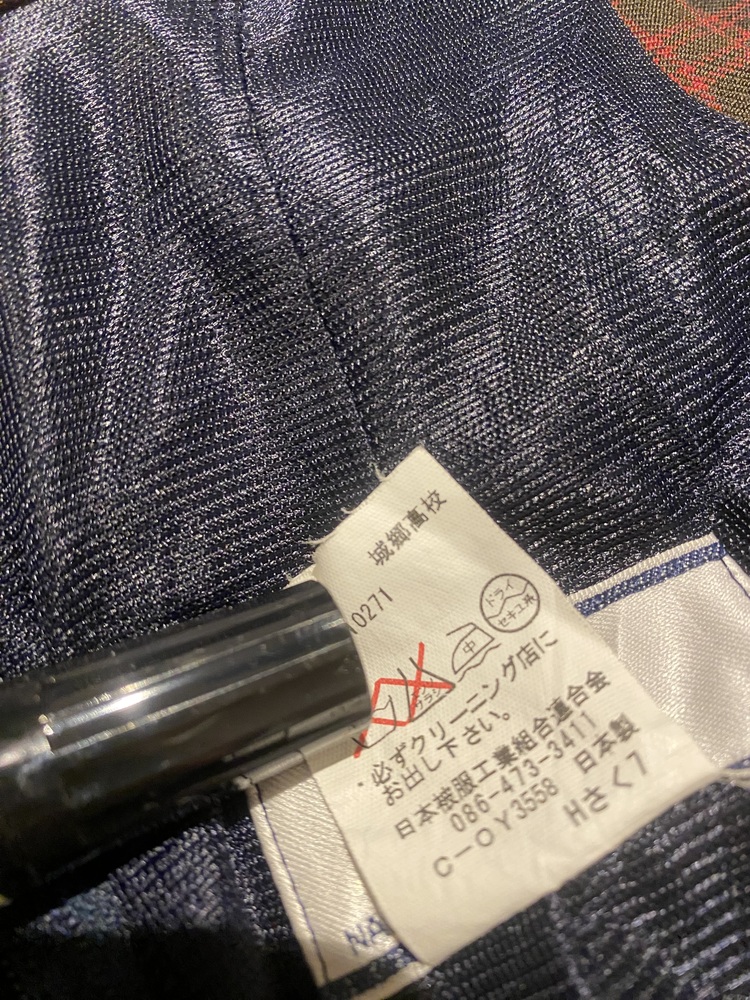 城郷高校
10271
中
ドライ
セキユ系
・必ずクリーニング店に
お出し下さい。
日本被服工業組合連合会
086-473-3411
C-OY3558 日本製
Hさく7
NA